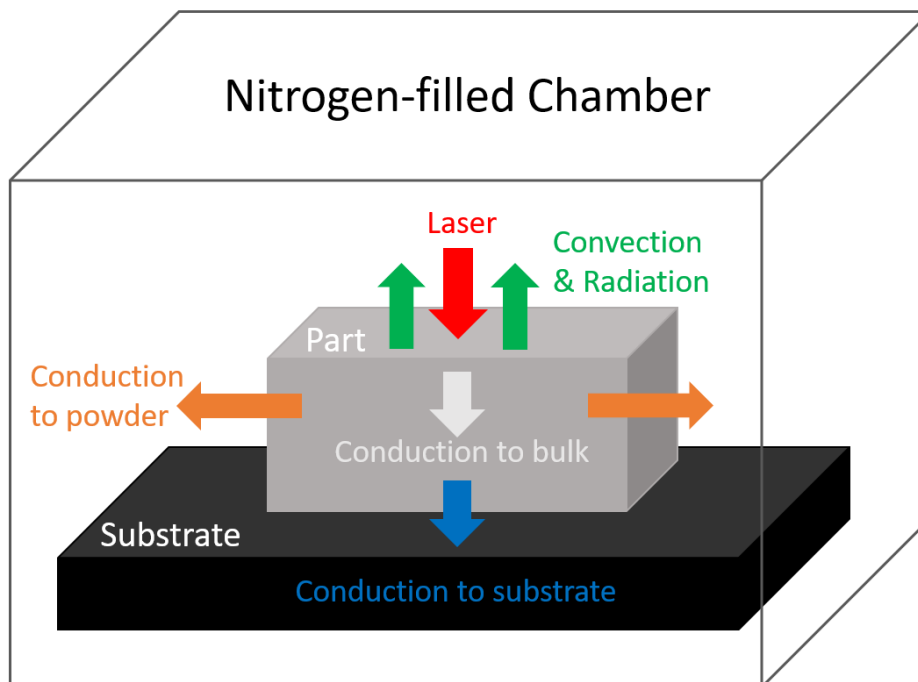 Nitrogen-filled Chamber
Laser
Convection
& Radiation
Part
Conduction
to powder
Conduction to bulk
Substrate
Conduction to substrate